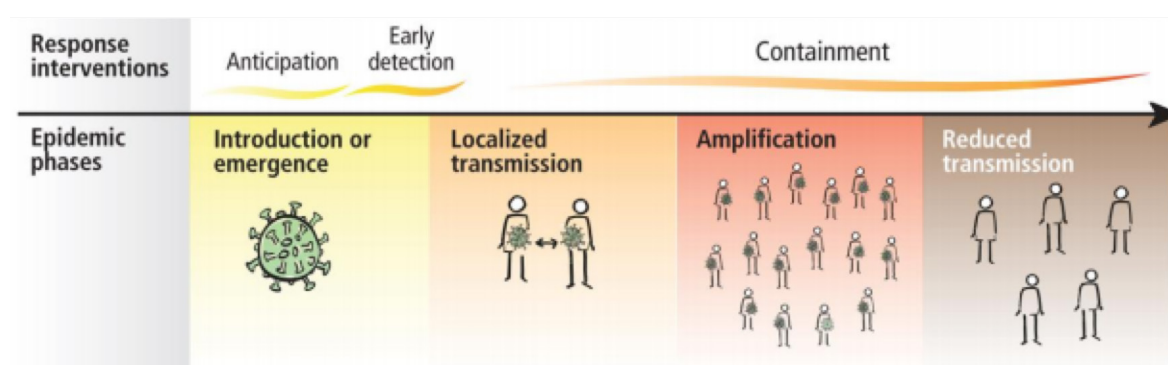 Response
interventions
Anticipation
Early
detection
Containment
Epidemic
phases
Introduction or
emergence
Localized
transmission
Amplification
Reduced
transmission